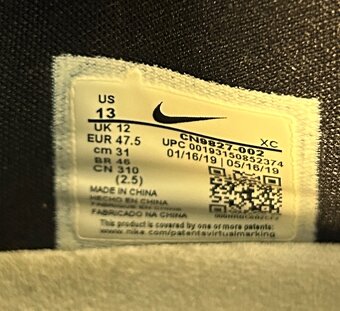 US
13
UK 12
EUR 47.5
cm 31
BR 46
CN 310
(2.5)
XC
CN9827-002
UPC 00193150852374
01/16/19 | 05/16/19
MADE IN CHINA
HECHO EN CHINA
FABRICADO NA CHINA
This product is covered by one or more patents:
www.nike.com/patentsvirtualmarking